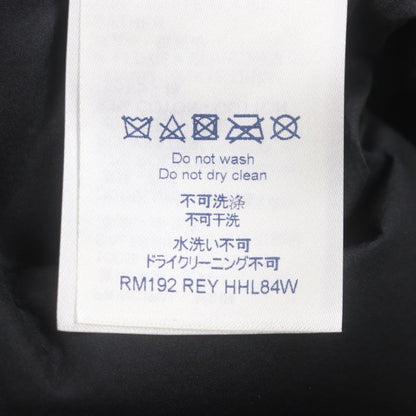 Do not wash
Do not dry clean
不可洗涤
不可干洗
水洗い不可
ドライクリーニング不可
RM192 REY HHL84W